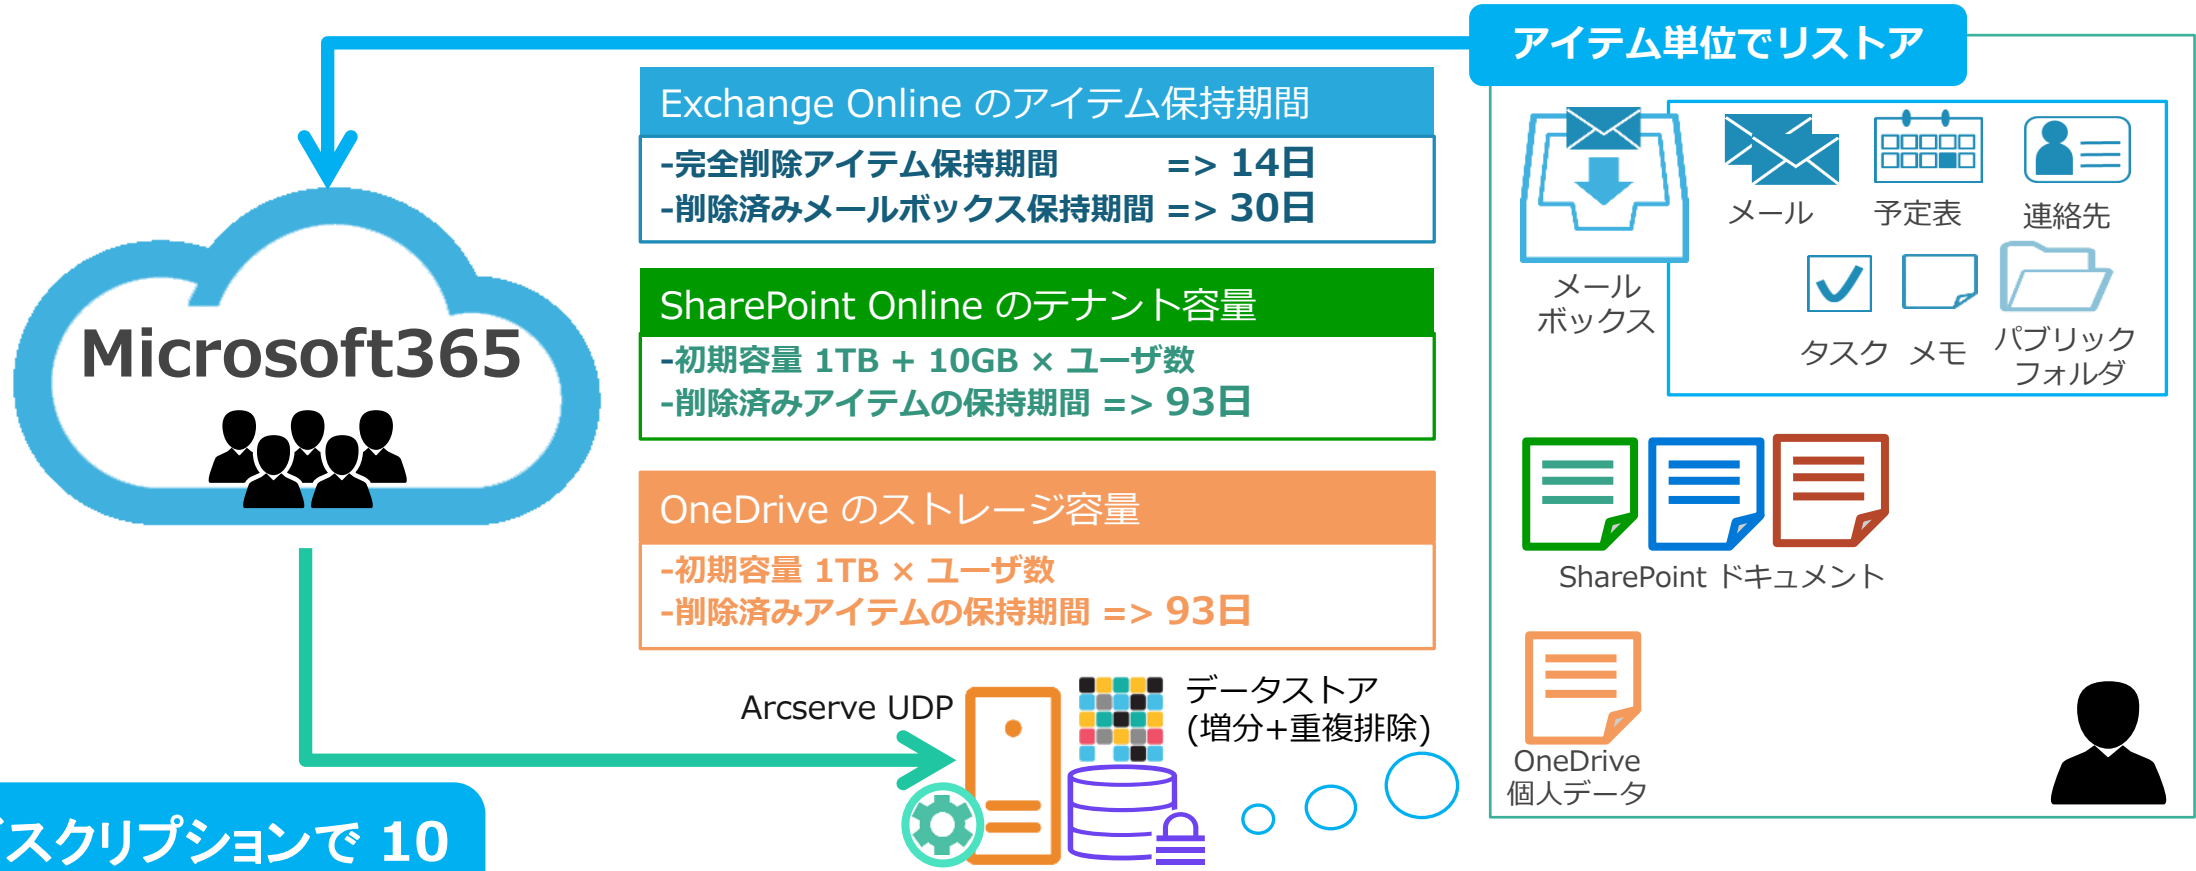 アイテム単位でリストア
Exchange Online のアイテム保持期間
-完全削除アイテム保持期間 => 14日
-削除済みメールボックス保持期間 => 30日
SharePoint Online のテナント容量
-初期容量 1TB + 10GB × ユーザ数
-削除済みアイテムの保持期間 => 93日
OneDrive のストレージ容量
-初期容量 1TB × ユーザ数
-削除済みアイテムの保持期間 => 93日
Microsoft365
メール
ボックス
メール
予定表
連絡先
タスク
メモ
パブリック
フォルダ
SharePoint ドキュメント
OneDrive
個人データ
Arcserve UDP
データストア
(増分+重複排除)
スクリプションで 10